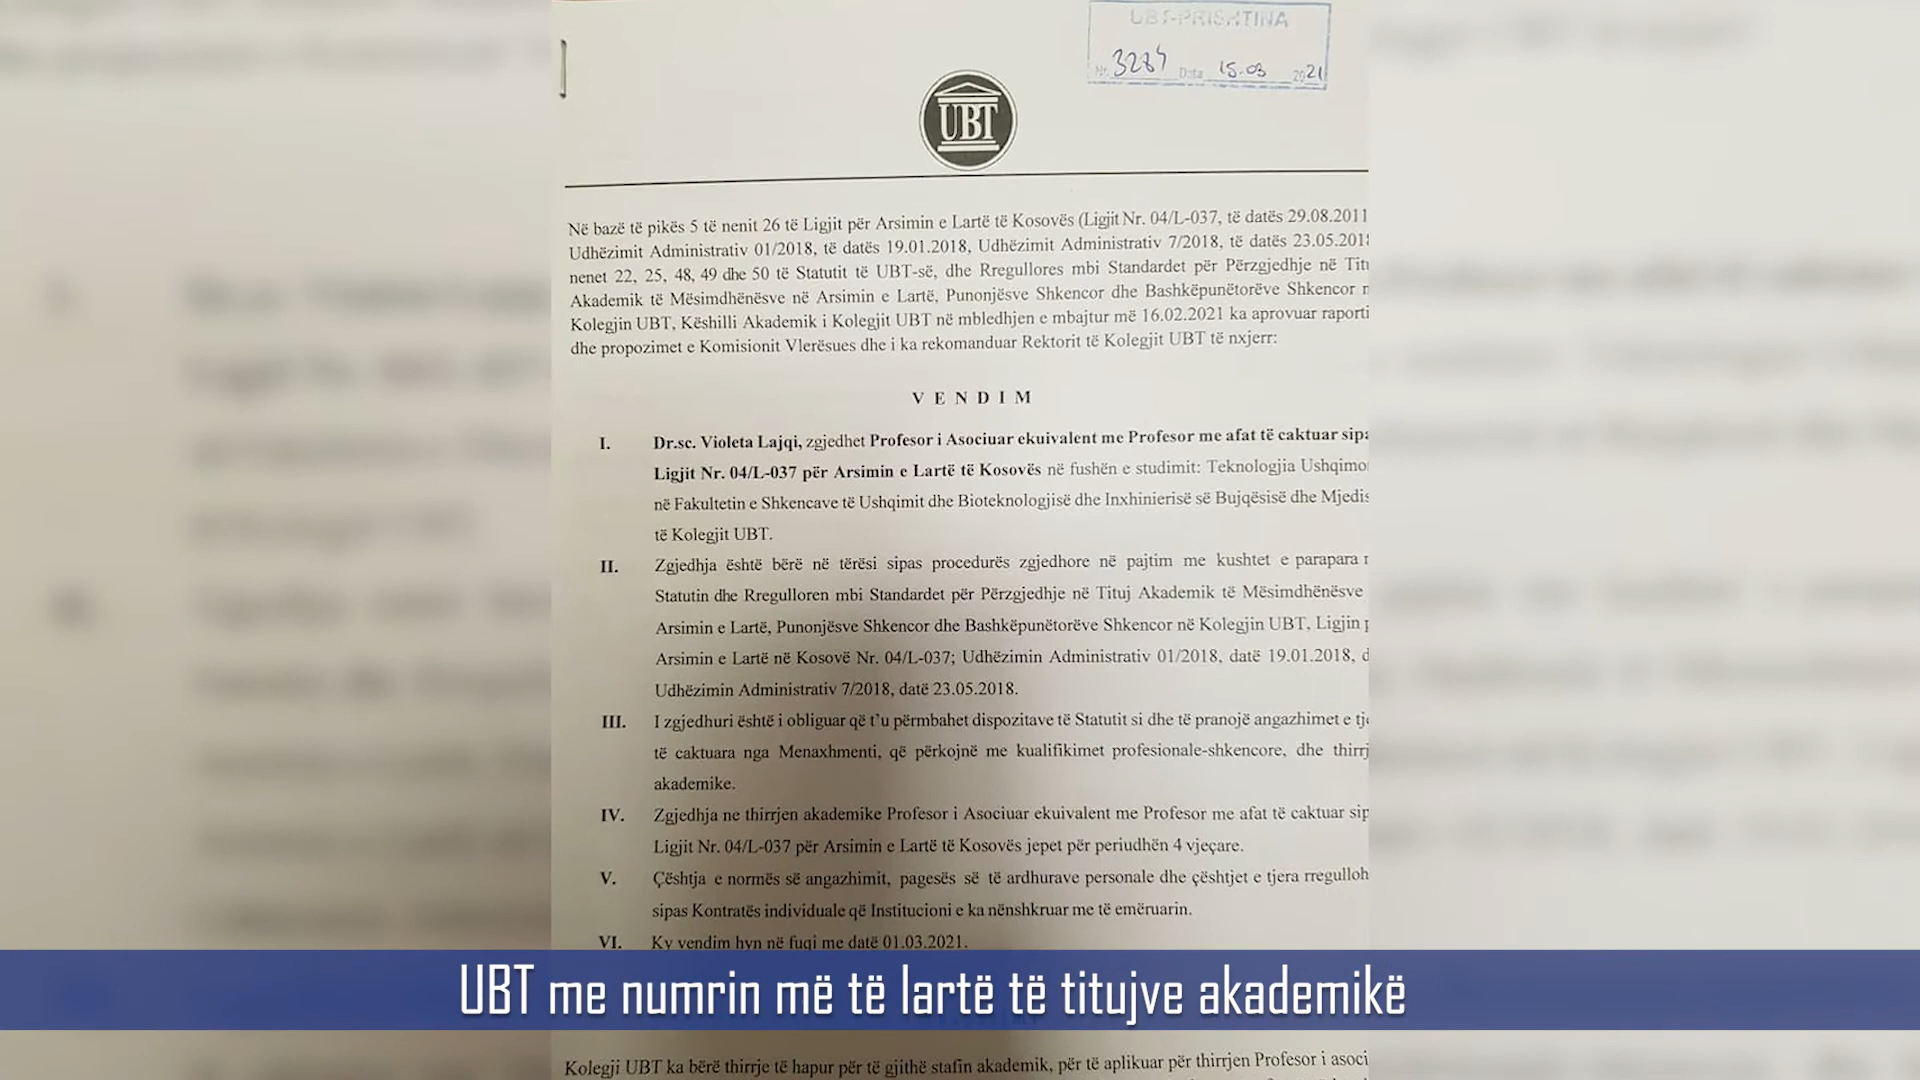 UBT-PRISHTINA
Nr. 3284 Data 15.03 2021
UBT
Në bazë të pikës 5 të nenit 26 të Ligjit për Arsimin e Lartë të Kosovës (Ligjit Nr. 04/L-037, të datës 29.08.2011
Udhëzimit Administrativ 01/2018, të datës 19.01.2018, Udhëzimit Administrativ 7/2018, të datës 23.05.2018
nenet 22, 25, 48, 49 dhe 50 të Statutit të UBT-së, dhe Rregullores mbi Standardet për Përzgjedhje në
Akademik të Mësimdhënësve në Arsimin e Lartë, Punonjësve Shkencor dhe Bashkëpunëtorëve Shkencor
Kolegjin UBT, Këshilli Akademik i Kolegjit UBT në mbledhjen e mbajtur më 16.02.2021 ka aprovuar raporti
dhe propozimet e Komisionit Vlerësues dhe i ka rekomanduar Rektorit të Kolegjit UBT të nxjerr:
V E N D I M
I. Dr.sc. Violeta Lajqi, zgjedhet Profesor i Asociuar ekuivalent me Profesor me afat të caktuar
Ligjit Nr. 04/L-037 për Arsimin e Lartë të Kosovës në fushën e studimit: Teknologjia
në Fakultetin e Shkencave të Ushqimit dhe Bioteknologjisë dhe Inxhinierisë së Bujqësisë dhe
të Kolegjit UBT.
II. Zgjedhja është bërë në tërësi sipas procedurës zgjedhore në pajtim me kushtet e parapara
Statutin dhe Rregulloren mbi Standardet për Përzgjedhje në Tituj Akademik të Mësimdhënësve
Arsimin e Lartë, Punonjësve Shkencor dhe Bashkëpunëtorëve Shkencor në Kolegjin UBT, Ligjin
Arsimin e Lartë në Kosovë Nr. 04/L-037; Udhëzimin Administrativ 01/2018, datë 19.01.2018,
Udhëzimin Administrativ 7/2018, datë 23.05.2018.
III. I zgjedhuri është i obliguar që t'u përmbahet dispozitave të Statutit si dhe të pranojë angazhimet e
të caktuara nga Menaxhmenti, që përkojnë me kualifikimet profesionale-shkencore, dhe
akademike.
IV. Zgjedhja ne thirrjen akademike Profesor i Asociuar ekuivalent me Profesor me afat të caktuar
Ligjit Nr. 04/L-037 për Arsimin e Lartë të Kosovës jepet për periudhën 4 vjeçare.
V. Çështja e normës së angazhimit, pagesës së të ardhurave personale dhe çështjet e tjera rregulloh
sipas Kontratës individuale që Institucioni e ka nënshkruar me të emëruarin.
VI. Ky vendim hyn në fuqi me datë 01.03.2021.
UBT me numrin më të lartë të titujve akademikë
Kolegji UBT ka bërë thirrje të hapur për të gjithë stafin akademik, për të aplikuar për thirrjen Profesor i